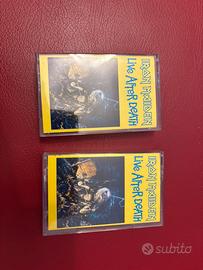 IRON MAIDEN
LIVE AFTER DEATH
IRON MAIDEN
LIVE AFTER DEATH
subito